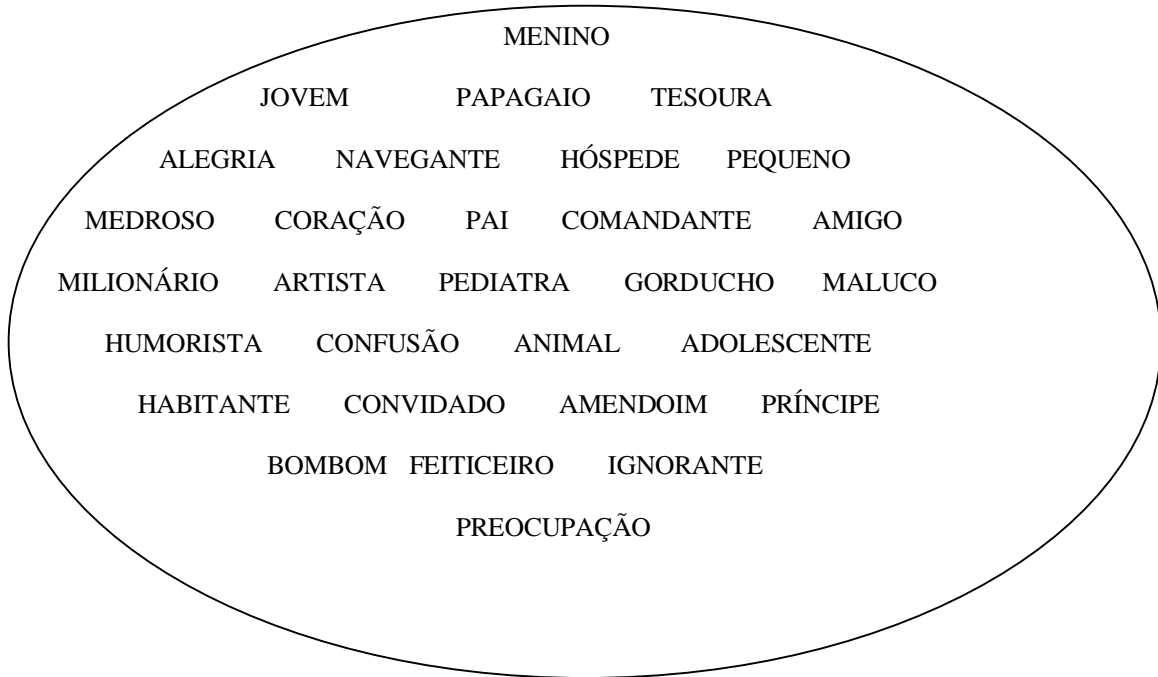 MENINO
JOVEM PAPAGAIO TESOURA
ALEGRIA NAVEGANTE HÓSPEDE PEQUENO
MEDROSO CORAÇÃO PAI COMANDANTE AMIGO
MILIONÁRIO ARTISTA PEDIATRA GORDUCHO MALUCO
HUMORISTA CONFUSÃO ANIMAL ADOLESCENTE
HABITANTE CONVIDADO AMENDOIM PRÍNCIPE
BOMBOM FEITICEIRO IGNORANTE
PREOCUPAÇÃO